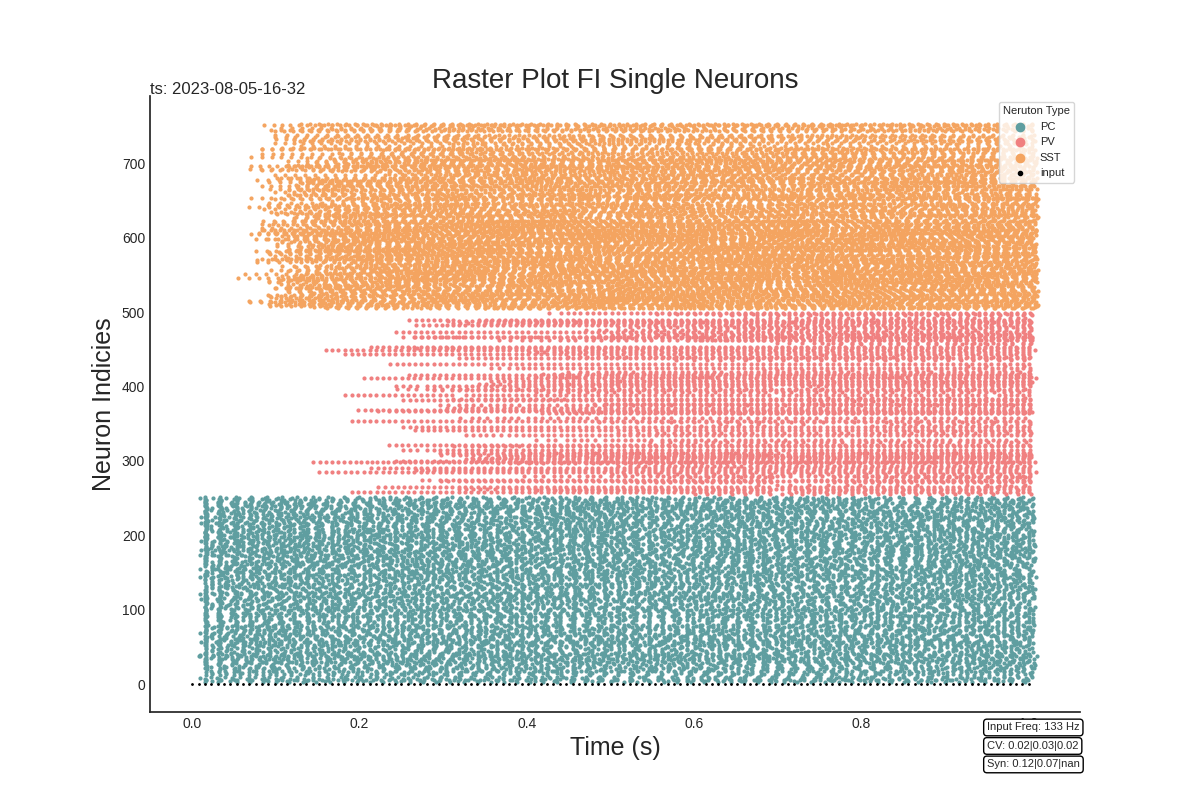 Raster Plot FI Single Neurons
ts: 2023-08-05-16-32
Neruton Type
PC
PV
SST
input
Neuron Indicies
700
600
500
400
300
200
100
0
0.0 0.2 0.4 0.6 0.8
Time (s)
Input Freq: 133 Hz
CV: 0.02|0.03|0.02
Syn: 0.12|0.07|nan